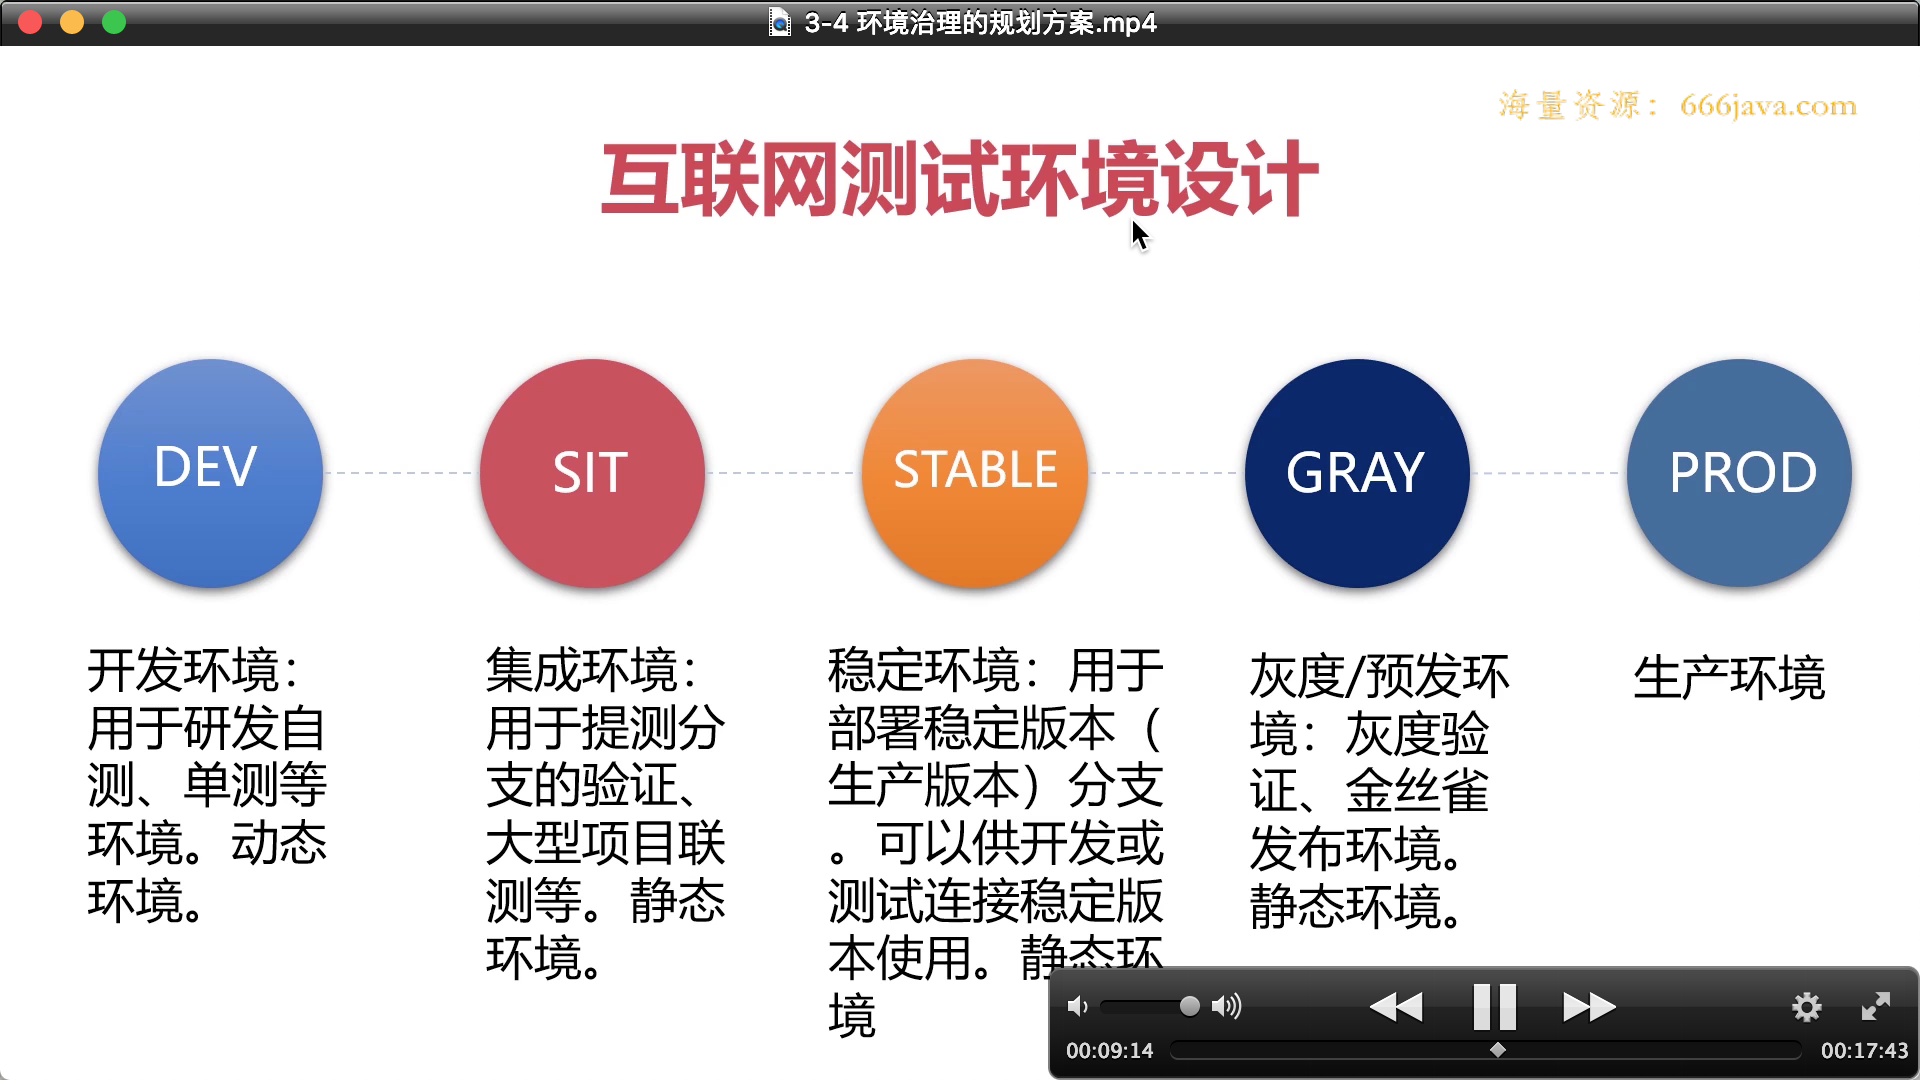 3-4 环境治理的规划方案.mp4
海量资源：666java.com
互联网测试环境设计
DEV
SIT
STABLE
GRAY
PROD
开发环境：
用于研发自
测、单测等
环境。动态
环境。
集成环境：
用于提测分
支的验证、
大型项目联
测等。静态
环境。
稳定环境：用于
部署稳定版本（
生产版本）分支
。可以供开发或
测试连接稳定版
本使用。静态环
境
灰度/预发环
境：灰度验
证、金丝雀
发布环境。
静态环境。
生产环境
00:09:14
00:17:43